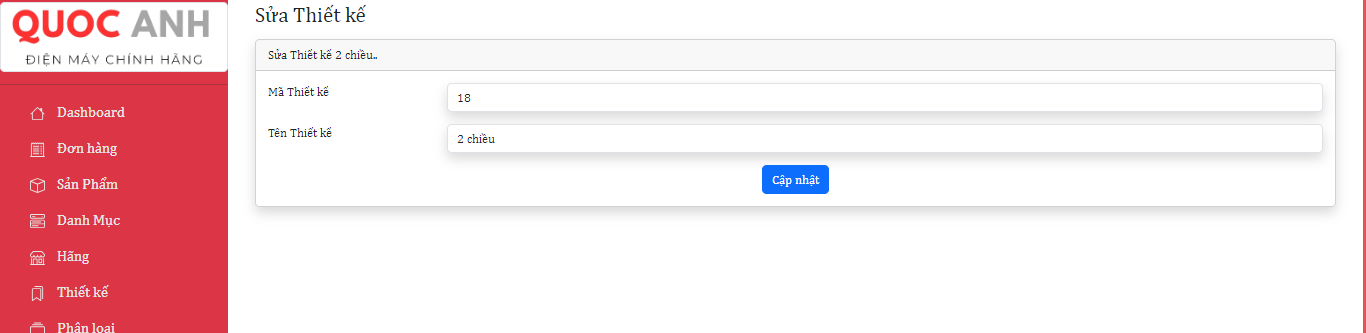 QUOC ANH
ĐIỆN MÁY CHÍNH HÃNG
Dashboard
Đơn hàng
Sản Phẩm
Danh Mục
Hãng
Thiết kế
Phân loại
Sửa Thiết kế
Sửa Thiết kế 2 chiều..
Mã Thiết kế
18
Tên Thiết kế
2 chiều
Cập nhật